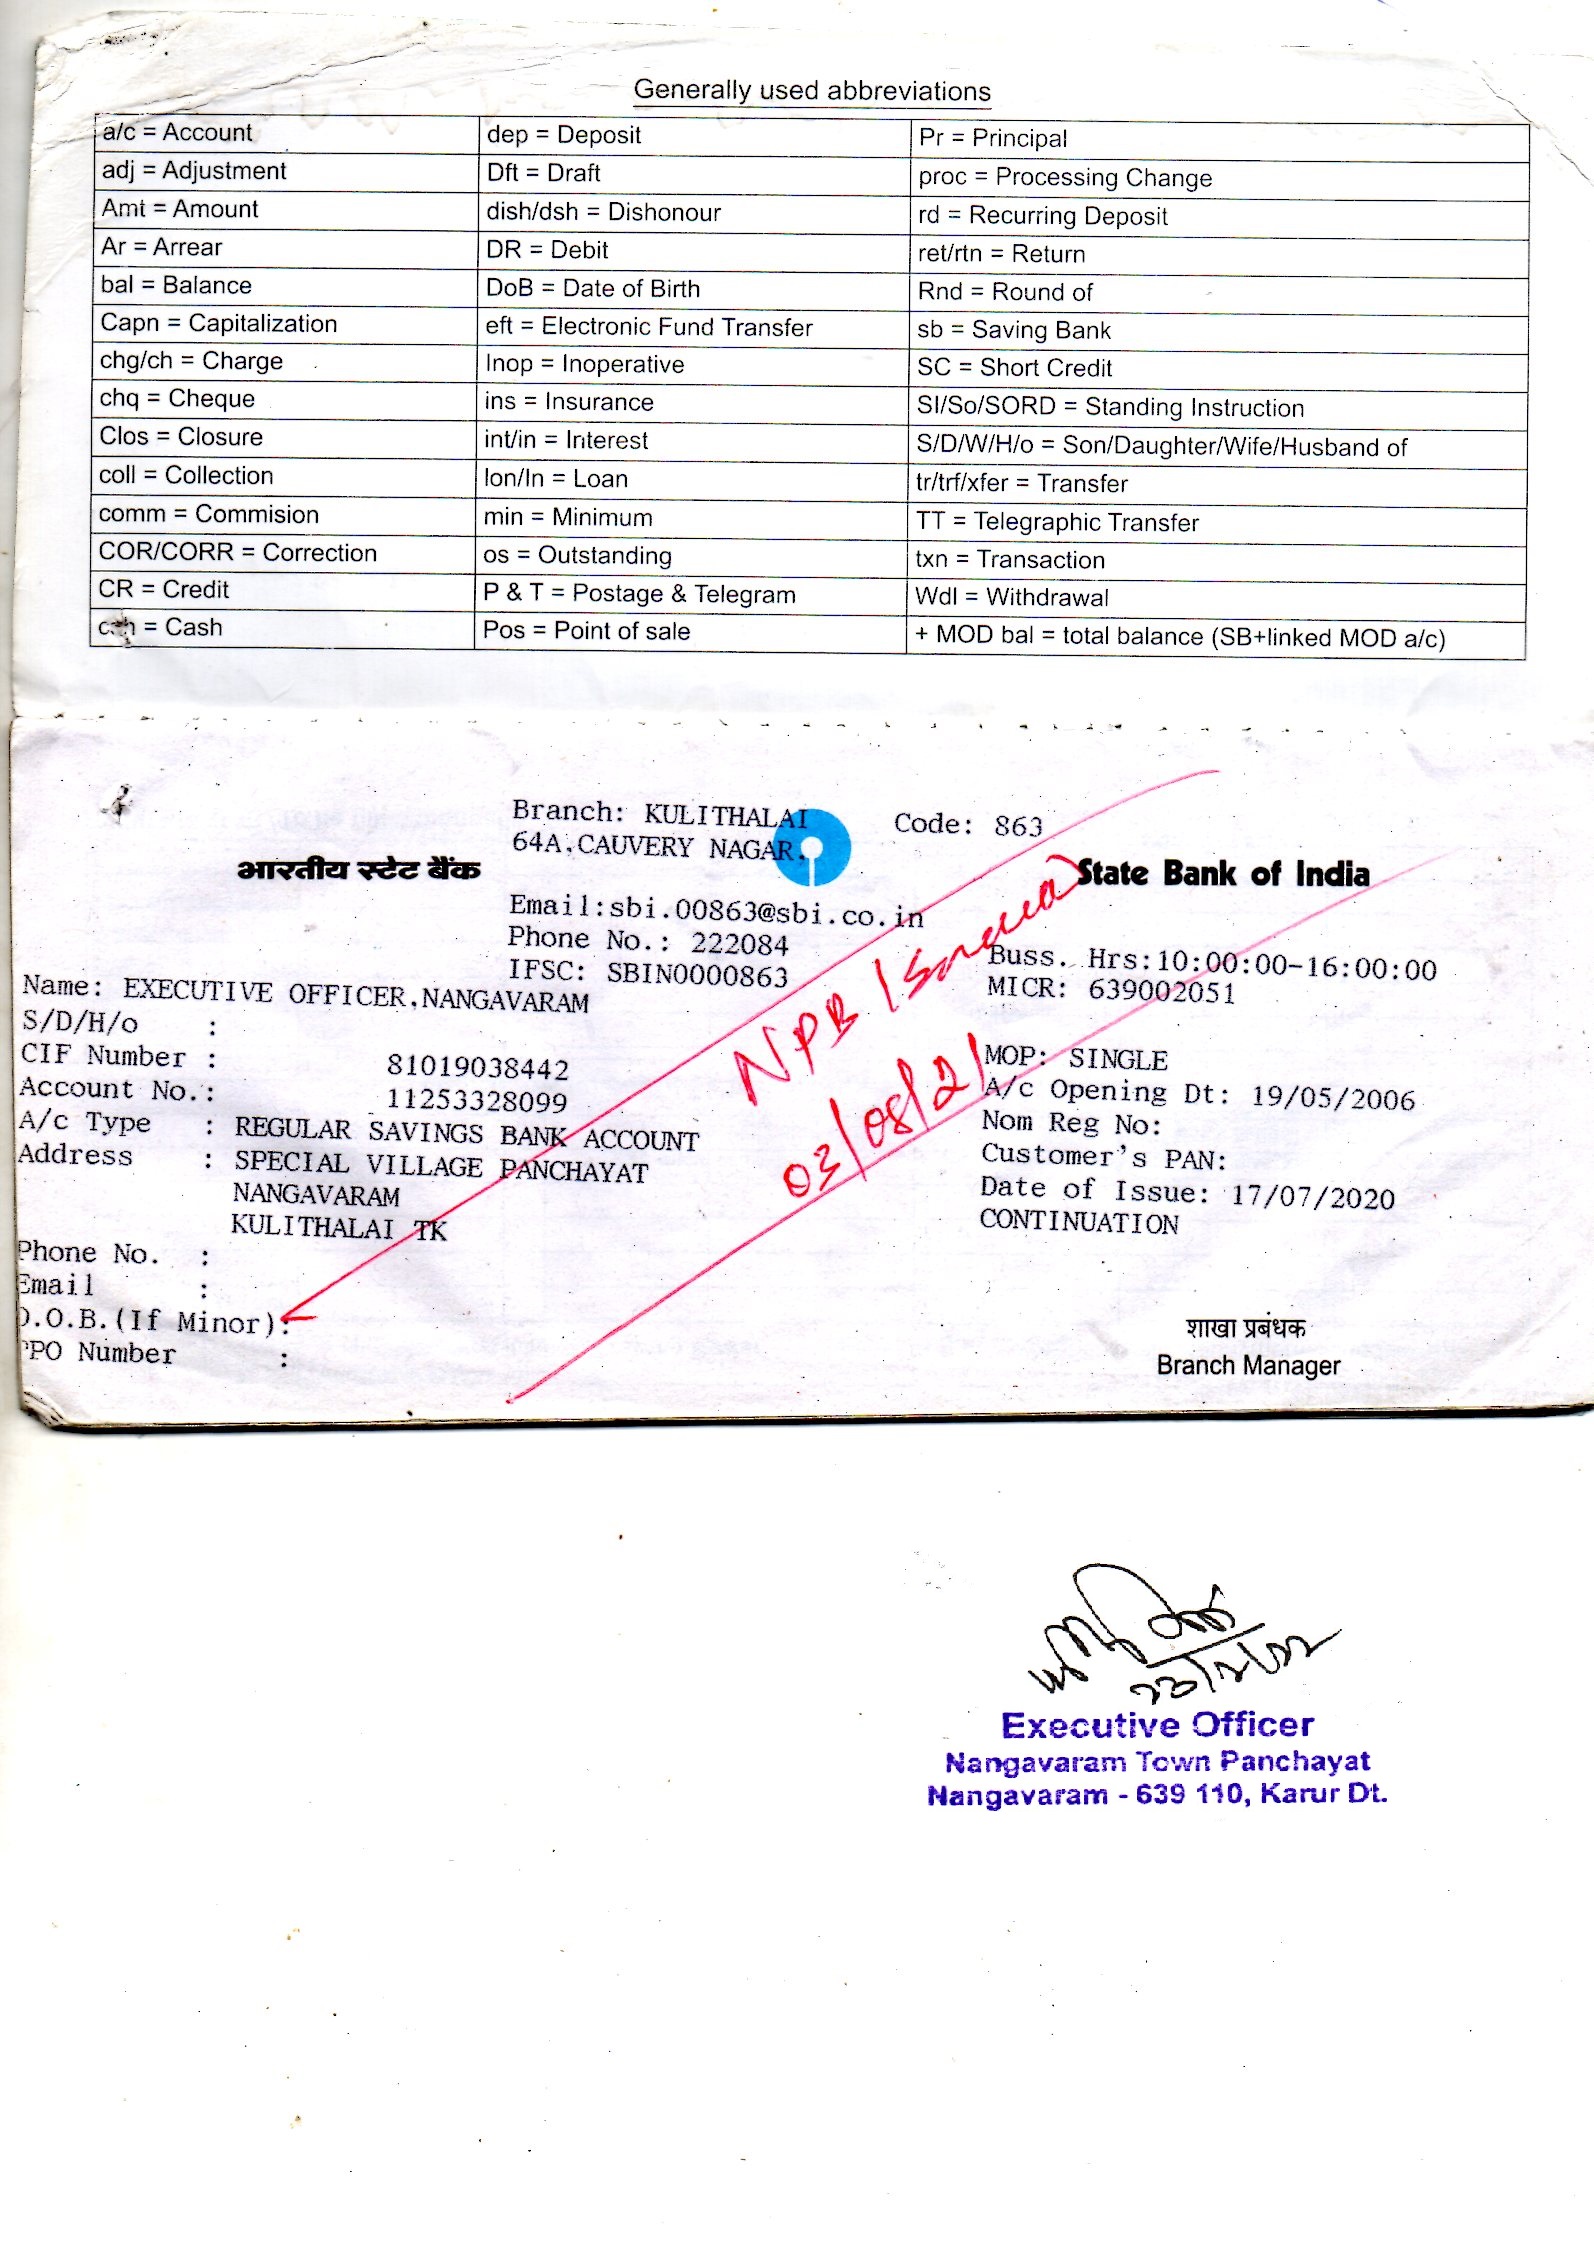 Generally used abbreviations
a/c = Account	dep = Deposit	Pr = Principal
adj = Adjustment	Dft = Draft	proc = Processing Change
Amt = Amount	dish/dsh = Dishonour	rd = Recurring Deposit
Ar = Arrear	DR = Debit	ret/rtn = Return
bal = Balance	DoB = Date of Birth	Rnd = Round of
Capn = Capitalization	eft = Electronic Fund Transfer	sb = Saving Bank
chg/ch = Charge	Inop = Inoperative	SC = Short Credit
chq = Cheque	ins = Insurance	SI/So/SORD = Standing Instruction
Clos = Closure	int/in = Interest	S/D/W/H/o = Son/Daughter/Wife/Husband of
coll = Collection	lon/ln = Loan	tr/trf/xfer = Transfer
comm = Commision	min = Minimum	TT = Telegraphic Transfer
COR/CORR = Correction	os = Outstanding	txn = Transaction
CR = Credit	P & T = Postage & Telegram	Wdl = Withdrawal
= Cash	Pos = Point of sale	+ MOD bal = total balance (SB+linked MOD a/c)
Branch: KULITHALAI	Code: 863
64A,CAUVERY NAGAR,
भारतीय स्टेट बैंक	State Bank of India
Email:sbi.00863@sbi.co.in
Phone No.: 222084	Buss. Hrs:10:00:00-16:00:00
IFSC: SBIN0000863	MICR: 639002051
Name: EXECUTIVE OFFICER,NANGAVARAM
S/D/H/o :
CIF Number : 81019038442	MOP: SINGLE
Account No.: 11253328099	A/c Opening Dt: 19/05/2006
A/c Type : REGULAR SAVINGS BANK ACCOUNT	Nom Reg No:
Address : SPECIAL VILLAGE PANCHAYAT	Customer's PAN:
NANGAVARAM	Date of Issue: 17/07/2020
KULITHALAI TK	CONTINUATION
Phone No. :
Email :
D.O.B.(If Minor):
PPO Number :
NPB
03/08/21
शाखा प्रबंधक
Branch Manager
Executive Officer
Nangavaram Town Panchayat
Nangavaram - 639 110, Karur Dt.